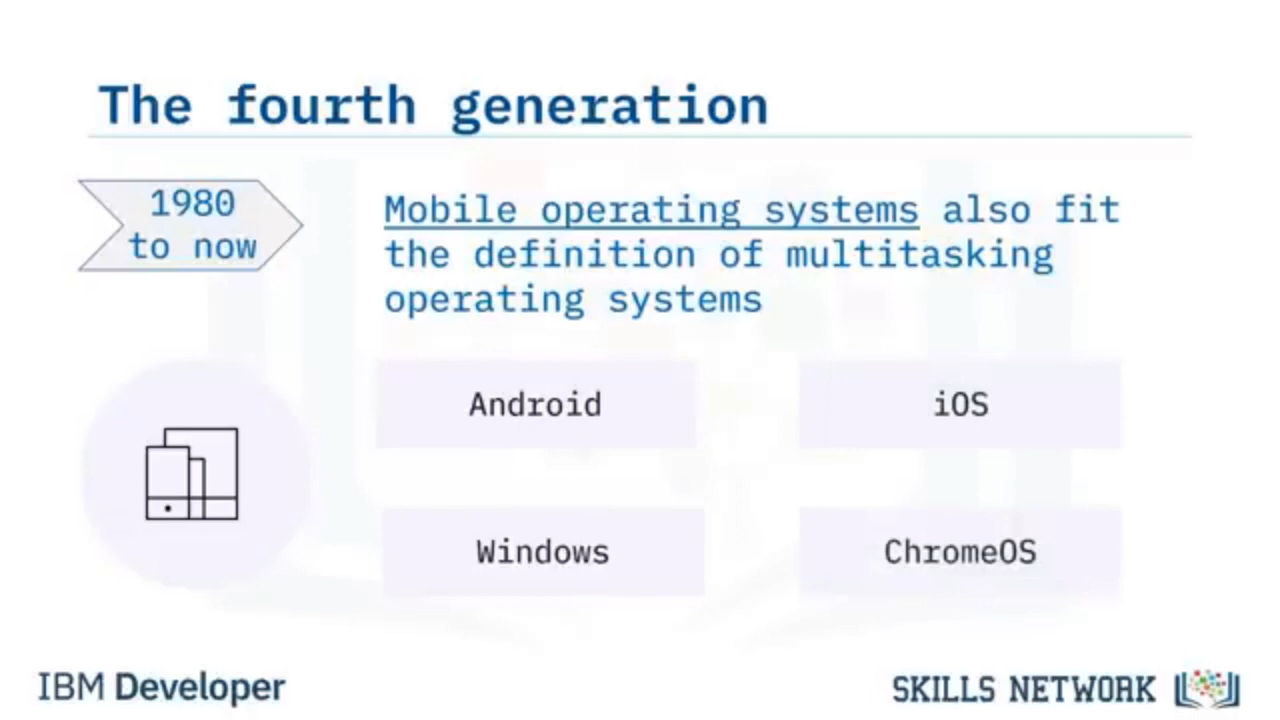 The fourth generation
1980
to now
Mobile operating systems also fit
the definition of multitasking
operating systems
Android
iOS
Windows
ChromeOS
IBM Developer
SKILLS NETWORK